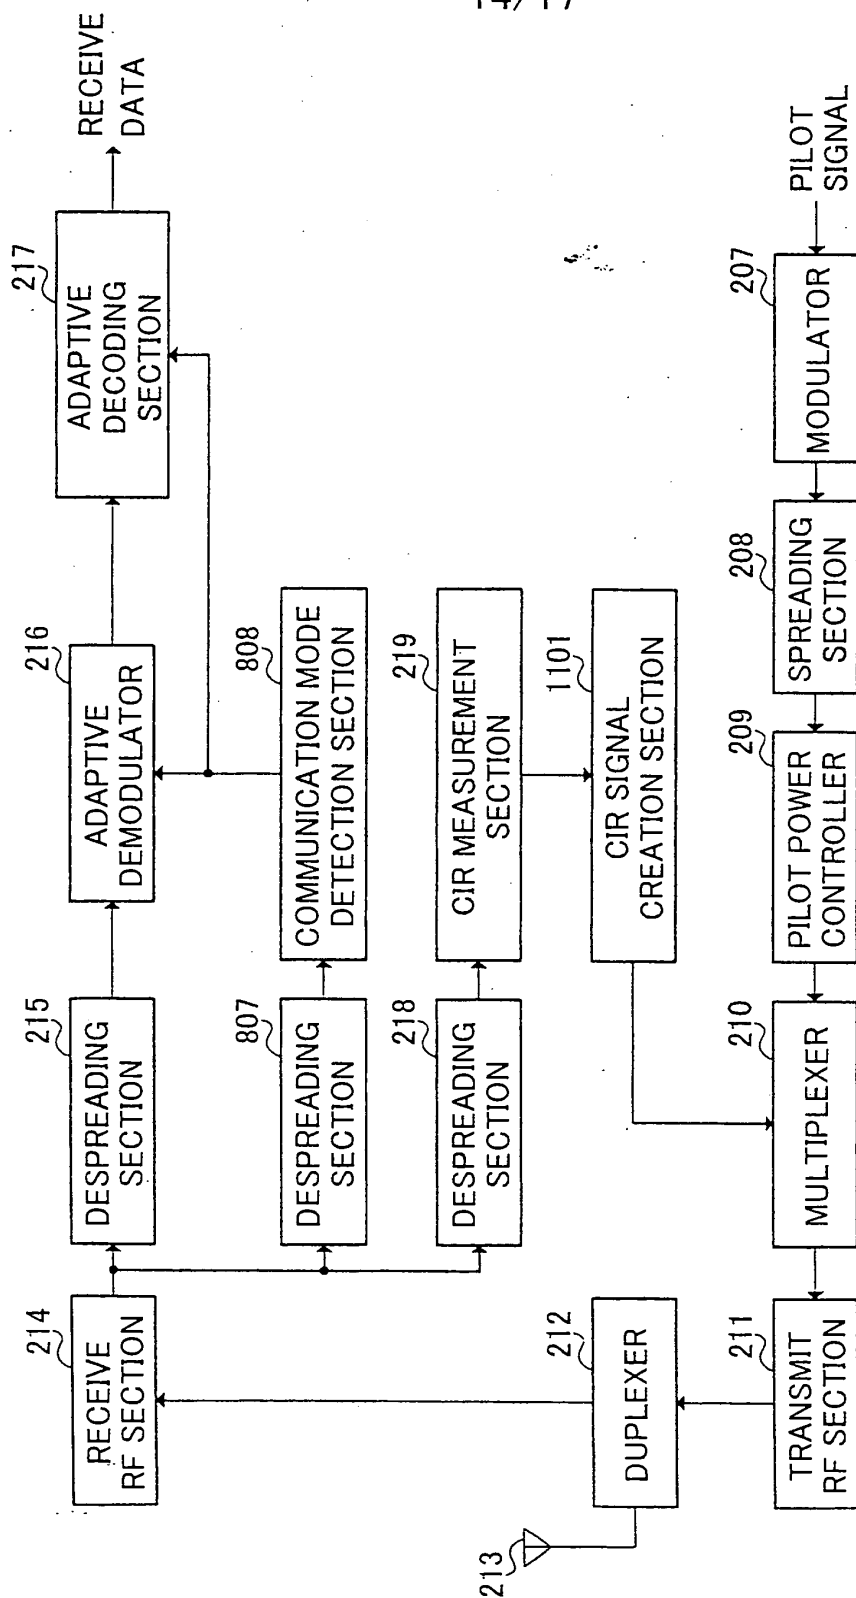 14/17
214
RECEIVE
RF SECTION
215
DESPREADING
SECTION
216
ADAPTIVE
DEMODULATOR
217
ADAPTIVE
DECODING
SECTION
RECEIVE
DATA
807
DESPREADING
SECTION
808
COMMUNICATION MODE
DETECTION SECTION
218
DESPREADING
SECTION
219
CIR MEASUREMENT
SECTION
213
212
DUPLEXER
1101
CIR SIGNAL
CREATION SECTION
211
TRANSMIT
RF SECTION
210
MULTIPLEXER
209
PILOT POWER
CONTROLLER
208
SPREADING
SECTION
207
MODULATOR
PILOT
SIGNAL